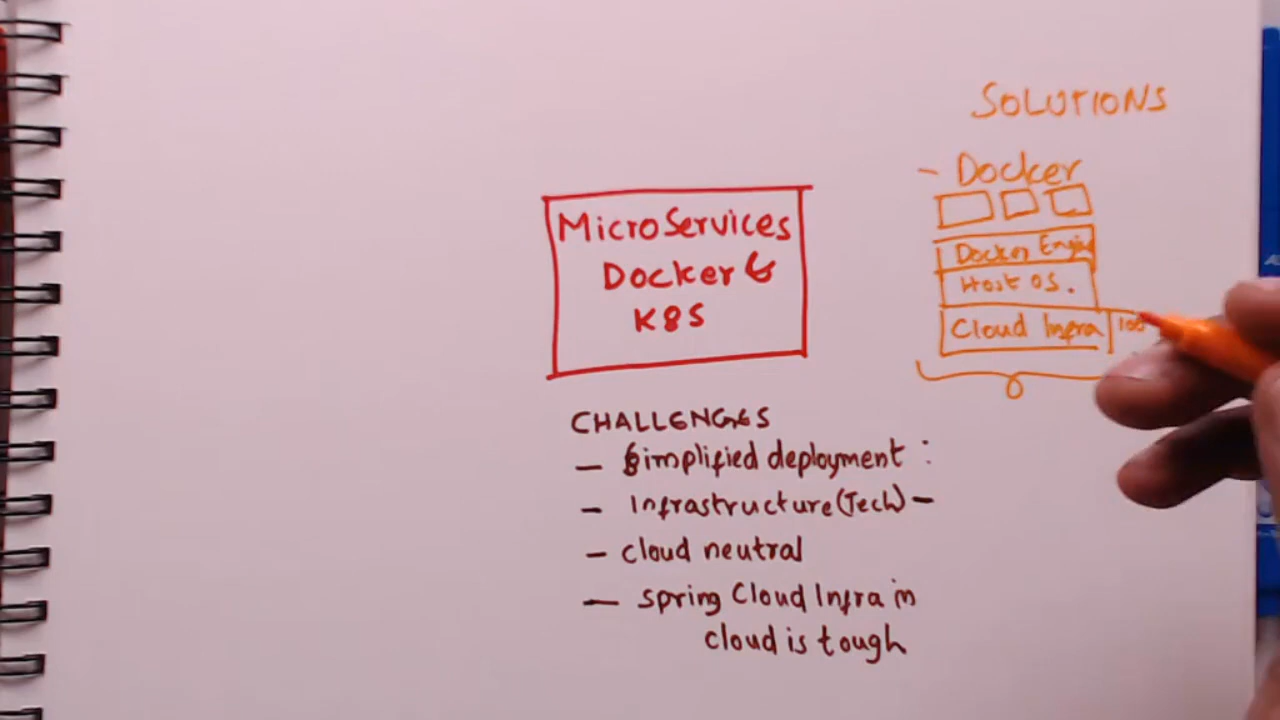 MicroServices
Docker &
K8S
CHALLENGES
- Simplified deployment :
- Infrastructure(Tech) -
- cloud neutral
- spring Cloud Infra in
cloud is tough
SOLUTIONS
- Docker
Docker Engine
Host OS.
Cloud Infra